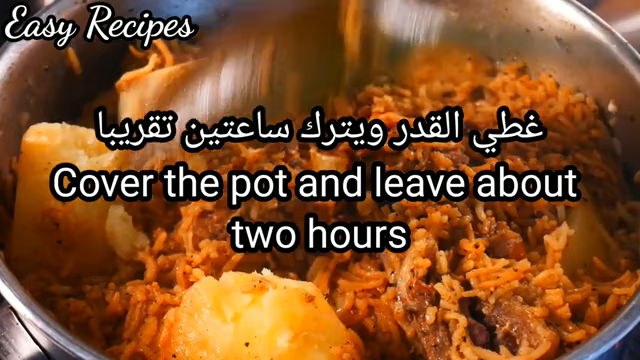 Easy Recipes
غطي القدر ويترك ساعتين تقريبا
Cover the pot and leave about
two hours